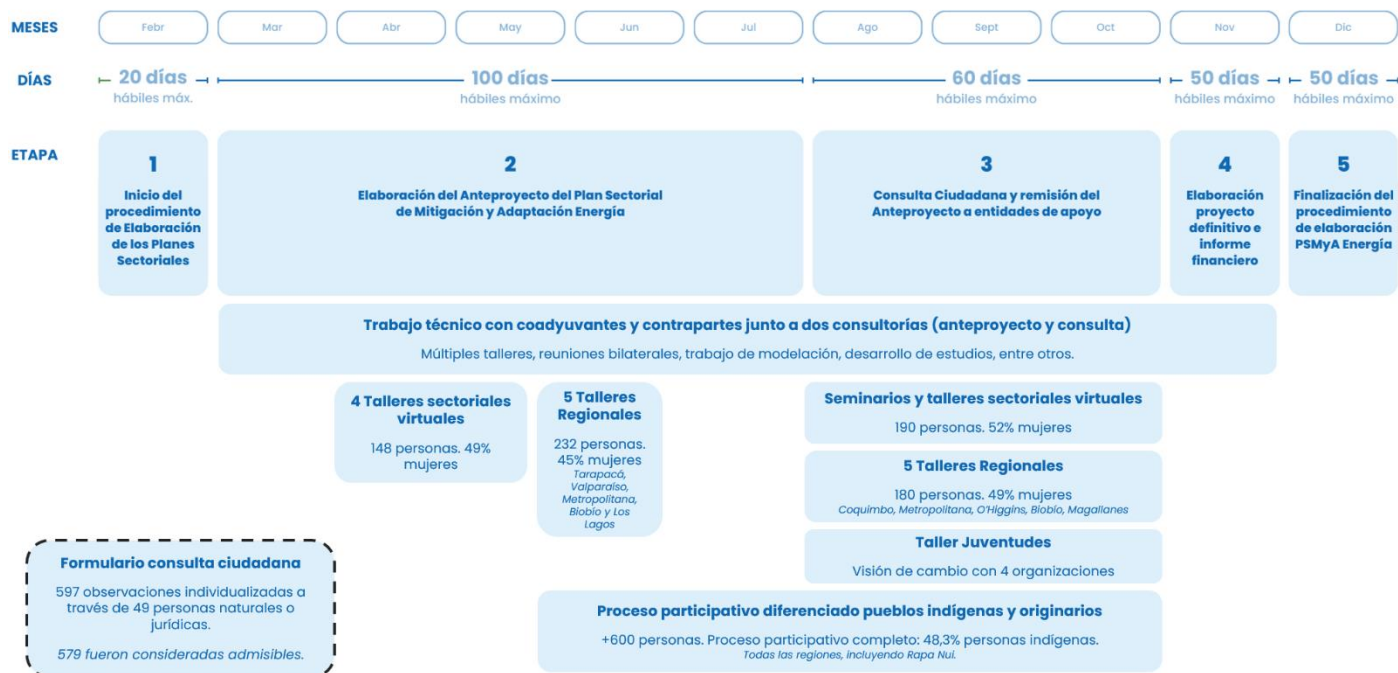 MESES
Febr
Mar
Abr
May
Jun
Jul
Ago
Sept
Oct
Nov
Dic
DÍAS
20 días
hábiles máx.
100 días
hábiles máximo
60 días
hábiles máximo
50 días
hábiles máximo
50 días
hábiles máximo
ETAPA
1
Inicio del
procedimiento
de Elaboración
de los Planes
Sectoriales
2
Elaboración del Anteproyecto del Plan Sectorial
de Mitigación y Adaptación Energía
3
Consulta Ciudadana y remisión del
Anteproyecto a entidades de apoyo
4
Elaboración
proyecto
definitivo e
informe
financiero
5
Finalización del
procedimiento
de elaboración
PSMyA Energía
Trabajo técnico con coadyuvantes y contrapartes junto a dos consultorías (anteproyecto y consulta)
Múltiples talleres, reuniones bilaterales, trabajo de modelación, desarrollo de estudios, entre otros.
4 Talleres sectoriales
virtuales
148 personas. 49%
mujeres
5 Talleres
Regionales
232 personas.
45% mujeres
Tarapacá,
Valparaíso,
Metropolitana,
Biobío y Los
Lagos
Seminarios y talleres sectoriales virtuales
190 personas. 52% mujeres
5 Talleres Regionales
180 personas. 49% mujeres
Coquimbo, Metropolitana, O'Higgins, Biobío, Magallanes
Taller Juventudes
Visión de cambio con 4 organizaciones
Formulario consulta ciudadana
597 observaciones individualizadas a
través de 49 personas naturales o
jurídicas.
579 fueron consideradas admisibles.
Proceso participativo diferenciado pueblos indígenas y originarios
+600 personas. Proceso participativo completo: 48,3% personas indígenas.
Todas las regiones, incluyendo Rapa Nui.